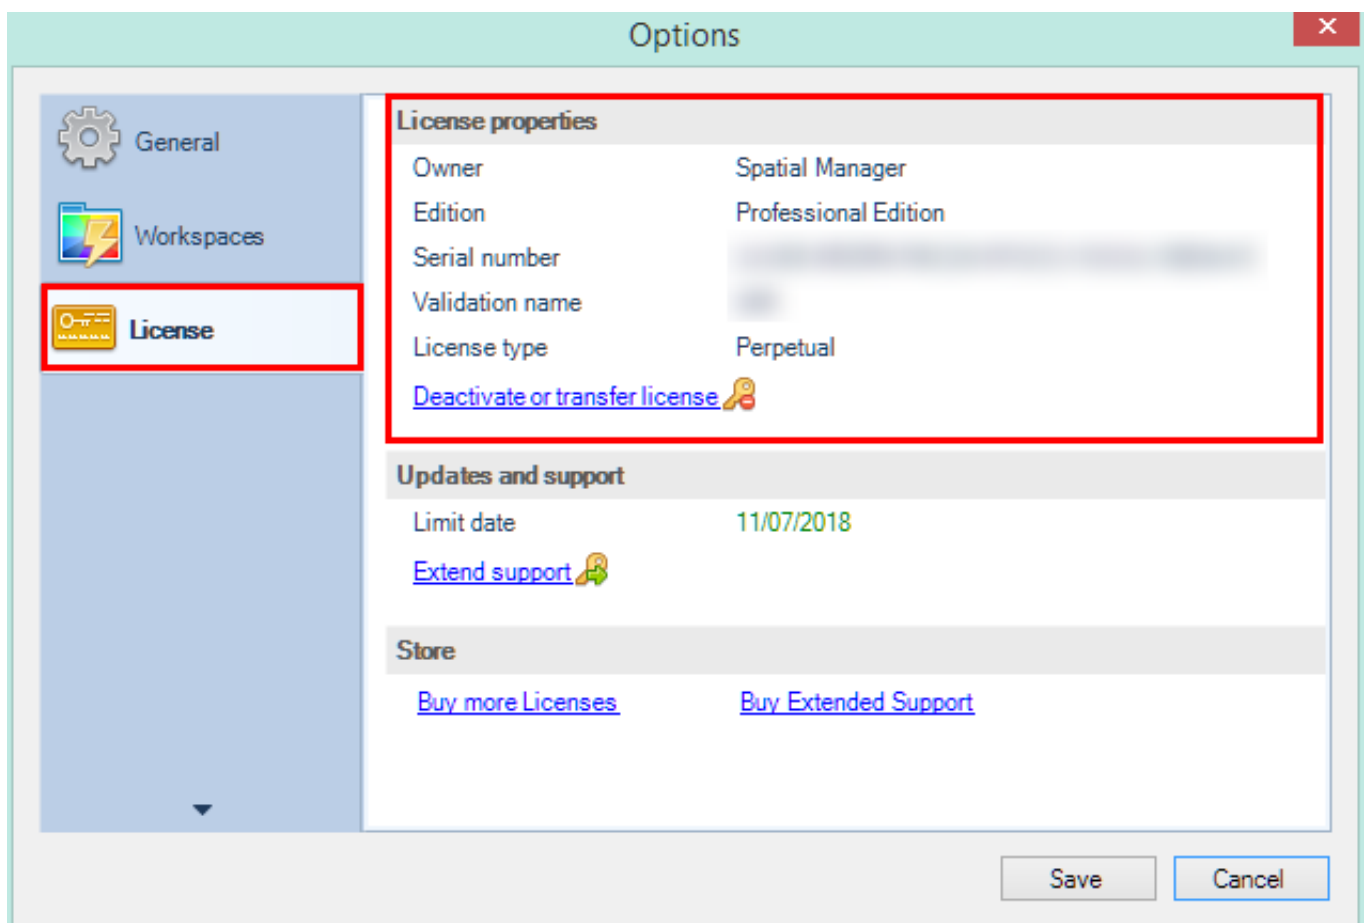 Options
General
Workspaces
License
License properties
Owner Spatial Manager
Edition Professional Edition
Serial number
Validation name
License type Perpetual
Deactivate or transfer license
Updates and support
Limit date 11/07/2018
Extend support
Store
Buy more Licenses Buy Extended Support
Save Cancel